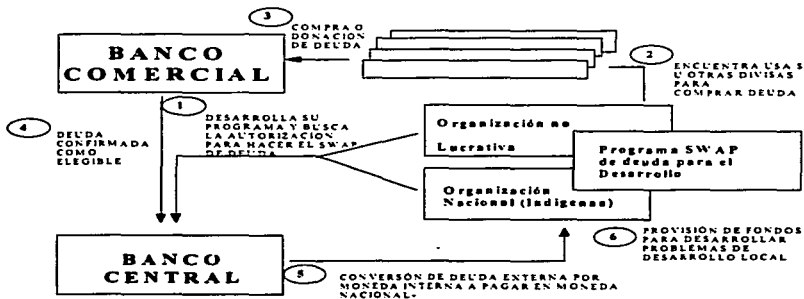 3
COMPRA O
DONACION
DE DEUDA
BANCO
COMERCIAL
2
ENCUENTRA USA $
U OTRAS DIVISAS
PARA
COMPRAR DEUDA
1
DESARROLLA SU
PROGRAMA Y BUSCA
LA AUTORIZACION
PARA HACER EL SWAP
DE DEUDA
4
DEUDA
CONFIRMADA
COMO
ELEGIBLE
Organización no
Lucrativa
Programa SWAP
de deuda para el
Desarrollo
Organización
Nacional (Indígenas)
6
PROVISIÓN DE FONDOS
PARA DESARROLLAR
PROBLEMAS DE
DESARROLLO LOCAL
BANCO
CENTRAL
5
CONVERSÓN DE DEUDA EXTERNA POR
MONEDA INTERNA A PAGAR EN MONEDA
NACIONAL-